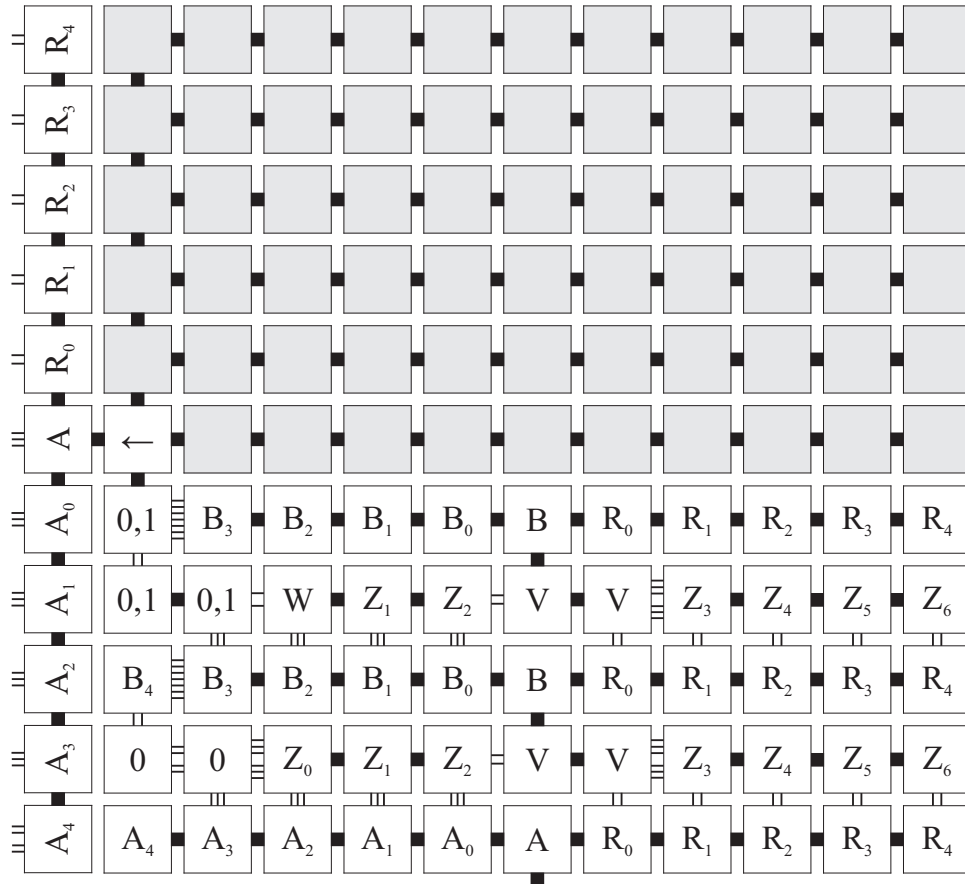 R₄
R₃
R₂
R₁
R₀
A ←
A₀ 0,1 B₃ B₂ B₁ B₀ B R₀ R₁ R₂ R₃ R₄
A₁ 0,1 0,1 W Z₁ Z₂ V V Z₃ Z₄ Z₅ Z₆
A₂ B₄ B₃ B₂ B₁ B₀ B R₀ R₁ R₂ R₃ R₄
A₃ 0 0 Z₀ Z₁ Z₂ V V Z₃ Z₄ Z₅ Z₆
A₄ A₄ A₃ A₂ A₁ A₀ A R₀ R₁ R₂ R₃ R₄